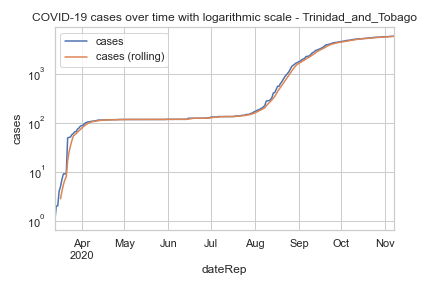 COVID-19 cases over time with logarithmic scale - Trinidad_and_Tobago
cases
cases (rolling)
10³
10²
10¹
10⁰
cases
Apr May Jun Jul Aug Sep Oct Nov
2020
dateRep